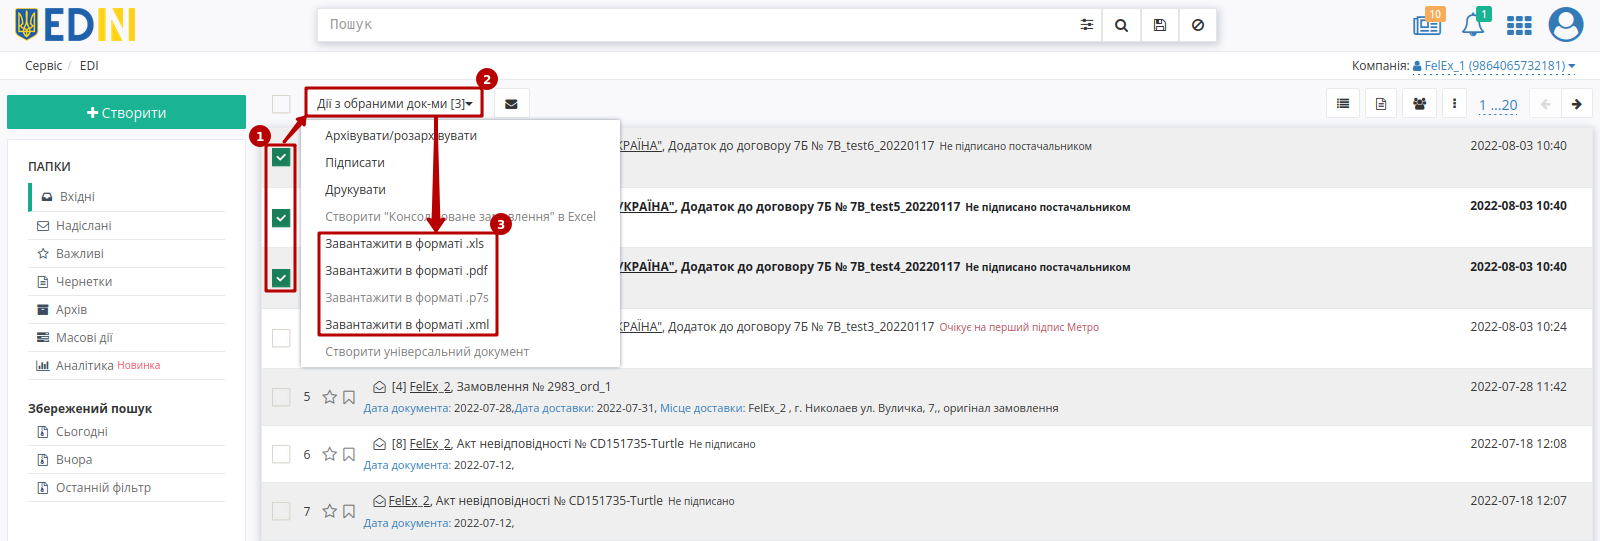 EDIN
Пошук
10
1
Сервіс / EDI
Компанія: FelEx_1 (9864065732181)
Створити
Дії з обраними док-ми [3]
2
1 ...20
1
ПАПКИ
Вхідні
Надіслані
Важливі
Чернетки
Архів
Масові дії
Аналітика Новинка
Збережений пошук
Сьогодні
Вчора
Останній фільтр
Архівувати/розархівувати
Підписати
Друкувати
Створити "Консолідоване замовлення" в Excel
3
Завантажити в форматі .xls
Завантажити в форматі .pdf
Завантажити в форматі .p7s
Завантажити в форматі .xml
Створити універсальний документ
КРАЇНА", Додаток до договору 7Б № 7B_test6_20220117 Не підписано постачальником 2022-08-03 10:40
УКРАЇНА", Додаток до договору 7Б № 7B_test5_20220117 Не підписано постачальником 2022-08-03 10:40
УКРАЇНА", Додаток до договору 7Б № 7B_test4_20220117 Не підписано постачальником 2022-08-03 10:40
КРАЇНА", Додаток до договору 7Б № 7B_test3_20220117 Очікує на перший підпис Метро 2022-08-03 10:24
5 [4] FelEx_2, Замовлення № 2983_ord_1 2022-07-28 11:42
Дата документа: 2022-07-28,Дата доставки: 2022-07-31, Місце доставки: FelEx_2 , г. Николаев ул. Вуличка, 7,, оригінал замовлення
6 [8] FelEx_2, Акт невідповідності № CD151735-Turtle Не підписано 2022-07-18 12:08
Дата документа: 2022-07-12,
7 FelEx_2, Акт невідповідності № CD151735-Turtle Не підписано 2022-07-18 12:07
Дата документа: 2022-07-12,